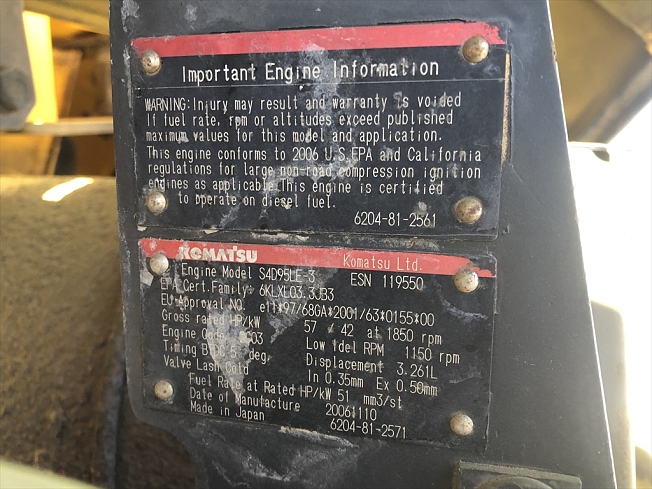 Important Engine Information
WARNING: Injury may result and warranty is voided
If fuel rate, rpm or altitudes exceed published
maximum values for this model and application.
This engine conforms to 2006 U.S.EPA and California
regulations for large non-road compression ignition
engines as applicable.This engine is certified
to operate on diesel fuel.
6204-81-2561
KOMATSU Komatsu Ltd.
Engine Model S4D95LE-3 ESN 119550
EPA Cert.Family: 6KLXL03.3JB3
EU Approval NO. e11*97/68GA*2001/63*0155*00
Gross rated HP/kW 57 / 42 at 1850 rpm
Engine Code Low Idel RPM 1150 rpm
Timing 5 deg, Displacement 3.261L
Valve Lash Cold In 0.35mm Ex 0.50mm
Fuel Rate at Rated HP/kW 51 mm3/st
Date of Manufacture 20061110
Made in Japan 6204-81-2571